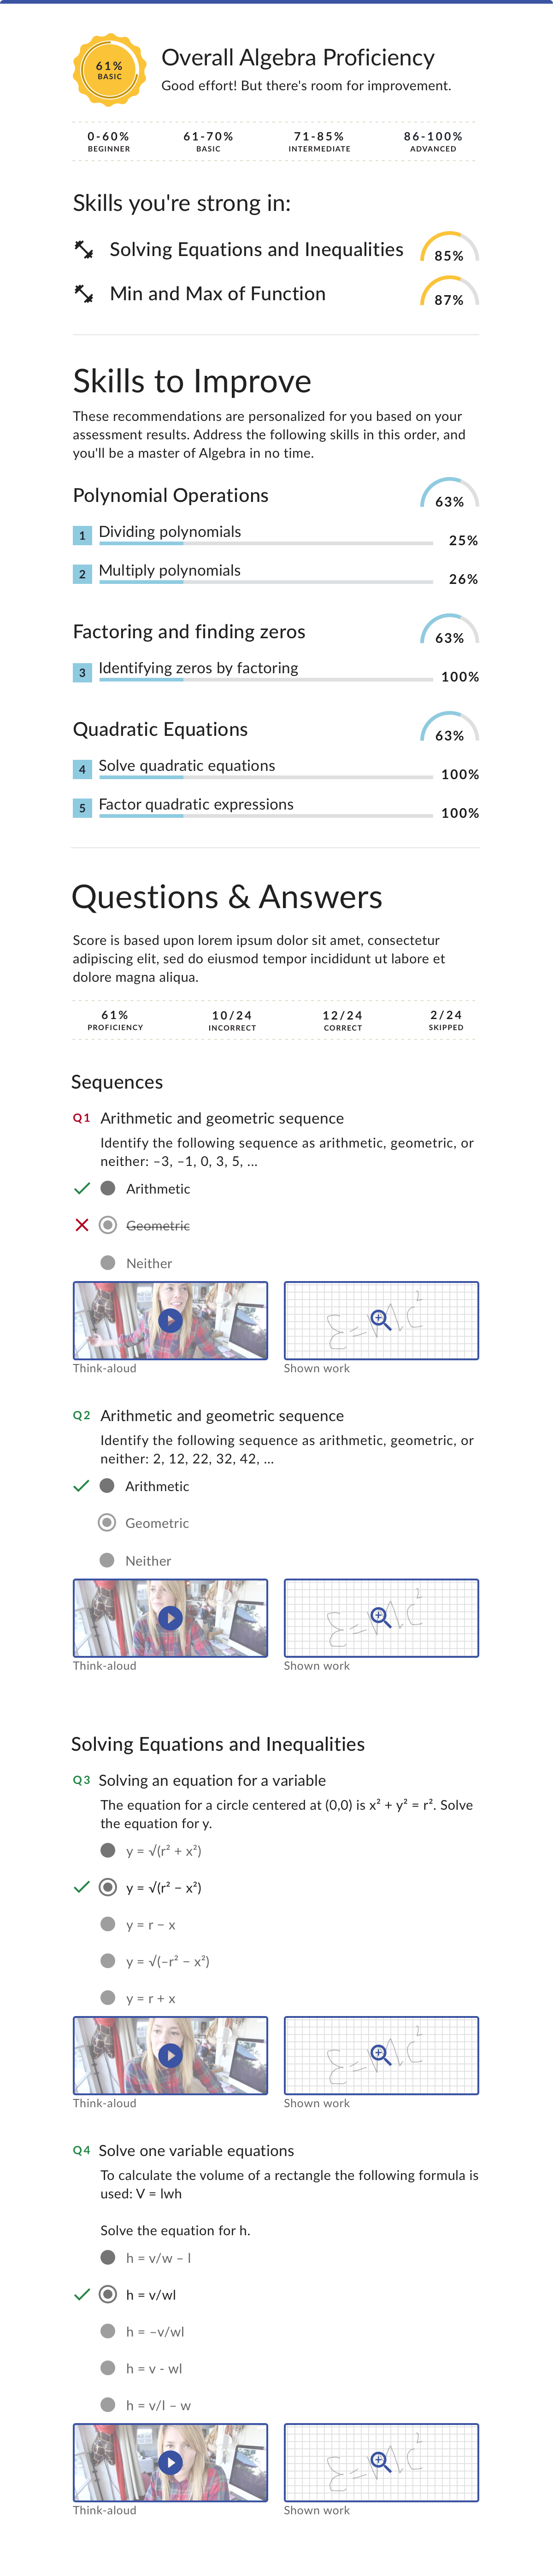 61%
BASIC
Overall Algebra Proficiency
Good effort! But there's room for improvement.
0-60% 61-70% 71-85% 86-100%
BEGINNER BASIC INTERMEDIATE ADVANCED
Skills you're strong in:
Solving Equations and Inequalities 85%
Min and Max of Function 87%
Skills to Improve
These recommendations are personalized for you based on your
assessment results. Address the following skills in this order, and
you'll be a master of Algebra in no time.
Polynomial Operations 63%
1 Dividing polynomials 25%
2 Multiply polynomials 26%
Factoring and finding zeros 63%
3 Identifying zeros by factoring 100%
Quadratic Equations 63%
4 Solve quadratic equations 100%
5 Factor quadratic expressions 100%
Questions & Answers
Score is based upon lorem ipsum dolor sit amet, consectetur
adipiscing elit, sed do eiusmod tempor incididunt ut labore et
dolore magna aliqua.
61% 10/24 12/24 2/24
PROFICIENCY INCORRECT CORRECT SKIPPED
Sequences
Q1 Arithmetic and geometric sequence
Identify the following sequence as arithmetic, geometric, or
neither: –3, –1, 0, 3, 5, ...
Arithmetic
Geometric
Neither
Σ=MC²
Think-aloud Shown work
Q2 Arithmetic and geometric sequence
Identify the following sequence as arithmetic, geometric, or
neither: 2, 12, 22, 32, 42, ...
Arithmetic
Geometric
Neither
Σ=MC²
Think-aloud Shown work
Solving Equations and Inequalities
Q3 Solving an equation for a variable
The equation for a circle centered at (0,0) is x² + y² = r². Solve
the equation for y.
y = √(r² + x²)
y = √(r² − x²)
y = r − x
y = √(–r² − x²)
y = r + x
Σ=MC²
Think-aloud Shown work
Q4 Solve one variable equations
To calculate the volume of a rectangle the following formula is
used: V = lwh
Solve the equation for h.
h = v/w – l
h = v/wl
h = –v/wl
h = v - wl
h = v/l – w
Σ=MC²
Think-aloud Shown work